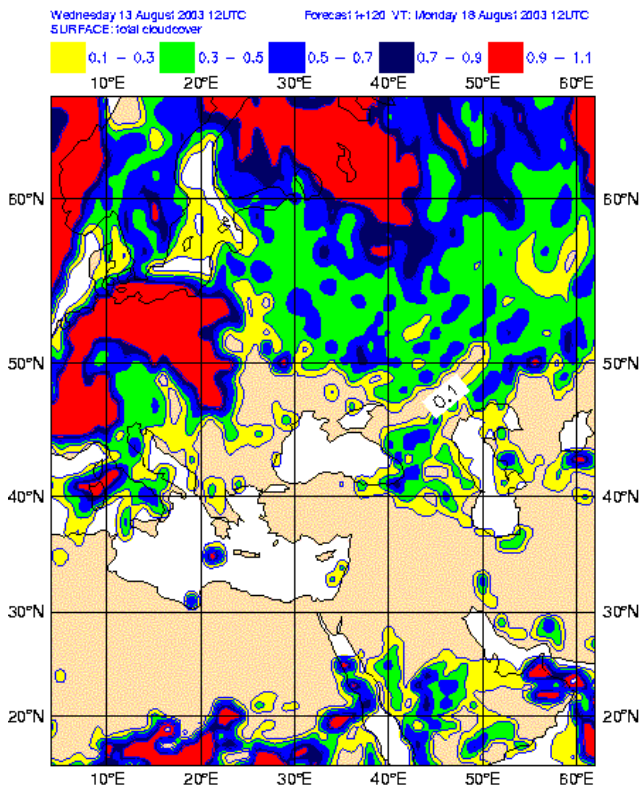 Wednesday 13 August 2003 12UTC Forecast t+120 VT: Monday 18 August 2003 12UTC
SURFACE: total cloudcover
0.1 – 0.3 0.3 – 0.5 0.5 – 0.7 0.7 – 0.9 0.9 – 1.1
10°E 20°E 30°E 40°E 50°E 60°E
60°N 60°N
50°N 50°N
0.1
40°N 40°N
30°N 30°N
20°N 20°N
10°E 20°E 30°E 40°E 50°E 60°E